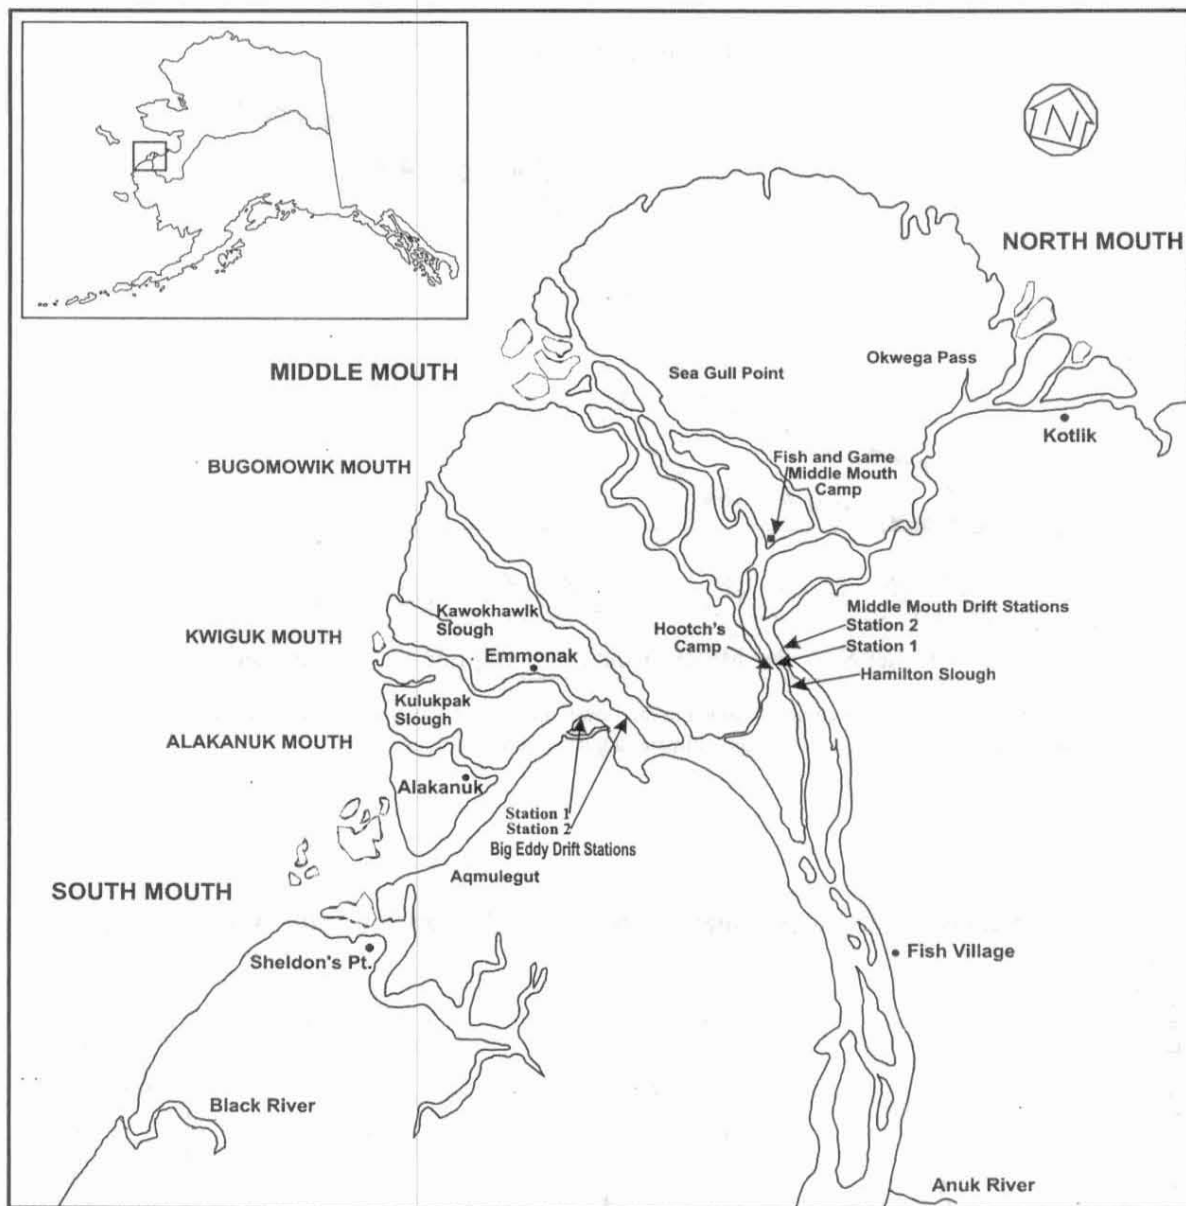 N
NORTH MOUTH
MIDDLE MOUTH
Sea Gull Point
Okwega Pass
Kotlik
Fish and Game
Middle Mouth
Camp
BUGOMOWIK MOUTH
Kawokhawik
Slough
Hootch's
Camp
Middle Mouth Drift Stations
Station 2
Station 1
Hamilton Slough
KWIGUK MOUTH
Emmonak
Kulukpak
Slough
ALAKANUK MOUTH
Alakanuk
Station 1
Station 2
Big Eddy Drift Stations
Aqmulegut
SOUTH MOUTH
Sheldon's Pt.
Fish Village
Black River
Anuk River